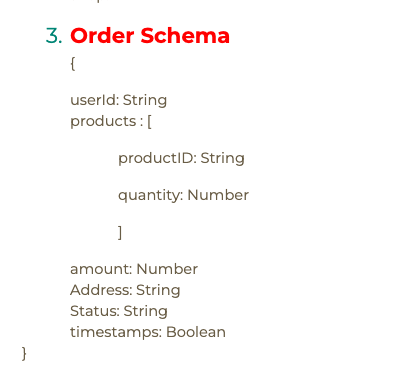 3. Order Schema
{
userId: String
products : [
productID: String
quantity: Number
]
amount: Number
Address: String
Status: String
timestamps: Boolean
}